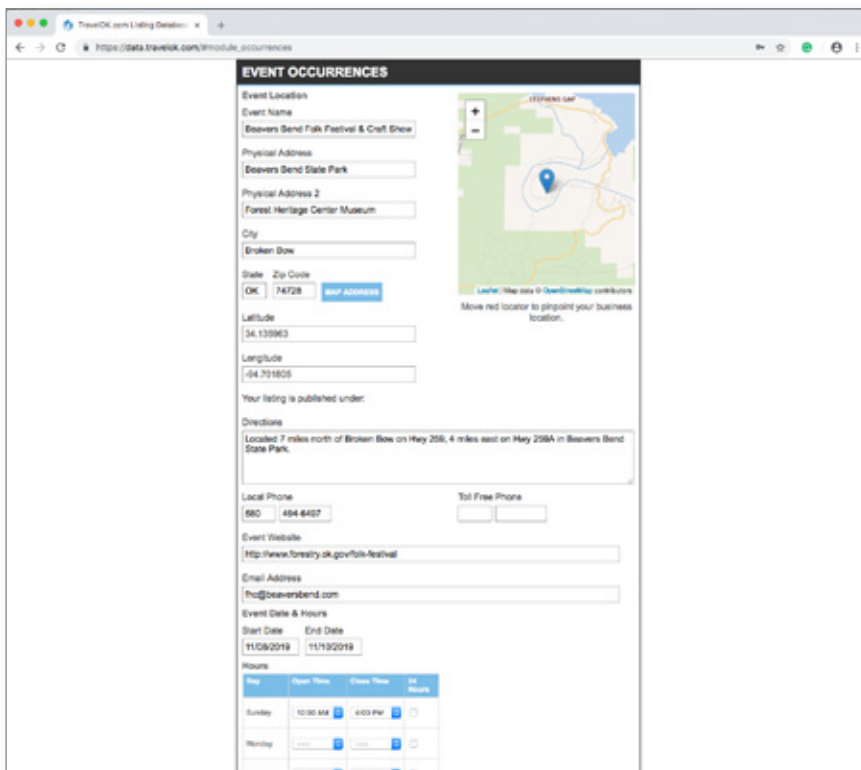 TravelOK.com Listing Database
https://data.travelok.com/#module_occurrences
EVENT OCCURRENCES
Event Location
Event Name
Beavers Bend Folk Festival & Craft Show
Physical Address
Beavers Bend State Park
Physical Address 2
Forest Heritage Center Museum
City
Broken Bow
State Zip Code
OK 74728 MAP ADDRESS
Latitude
34.135963
Longitude
-94.701805
STEPHENS GAP
+
−
Leaflet | Map data © OpenStreetMap contributors
Move red locator to pinpoint your business
location.
Your listing is published under:
Directions
Located 7 miles north of Broken Bow on Hwy 259, 4 miles east on Hwy 259A in Beavers Bend
State Park.
Local Phone Toll Free Phone
580 494-6497
Event Website
http://www.forestry.ok.gov/folk-festival
Email Address
fhc@beaversbend.com
Event Date & Hours
Start Date End Date
11/08/2019 11/10/2019
Hours
Day Open Time Close Time 24
Hours
Sunday 10:00 AM 4:00 PM
Monday